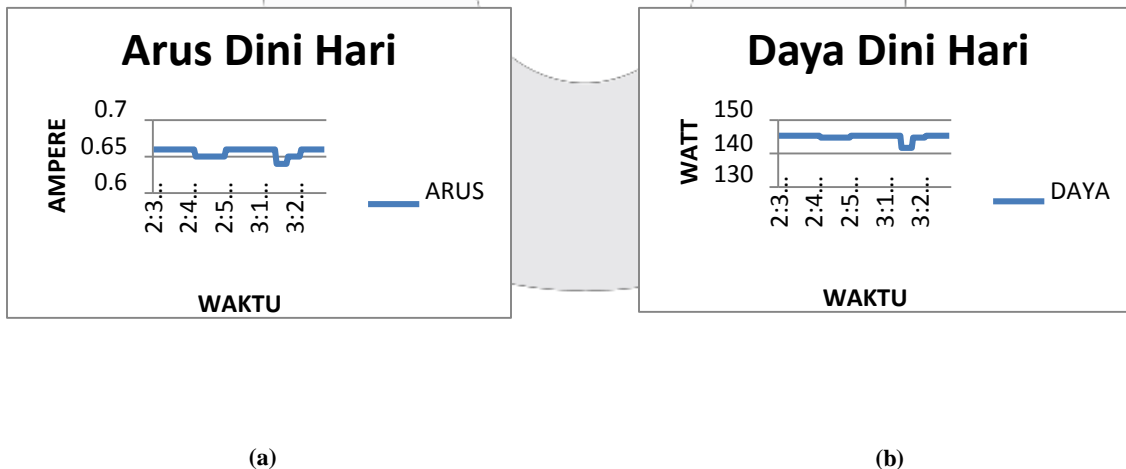 Arus Dini Hari
AMPERE
0.7
0.65
0.6
2:3…
2:4…
2:5…
3:1…
3:2…
ARUS
WAKTU
(a)
Daya Dini Hari
WATT
150
140
130
2:3…
2:4…
2:5…
3:1…
3:2…
DAYA
WAKTU
(b)